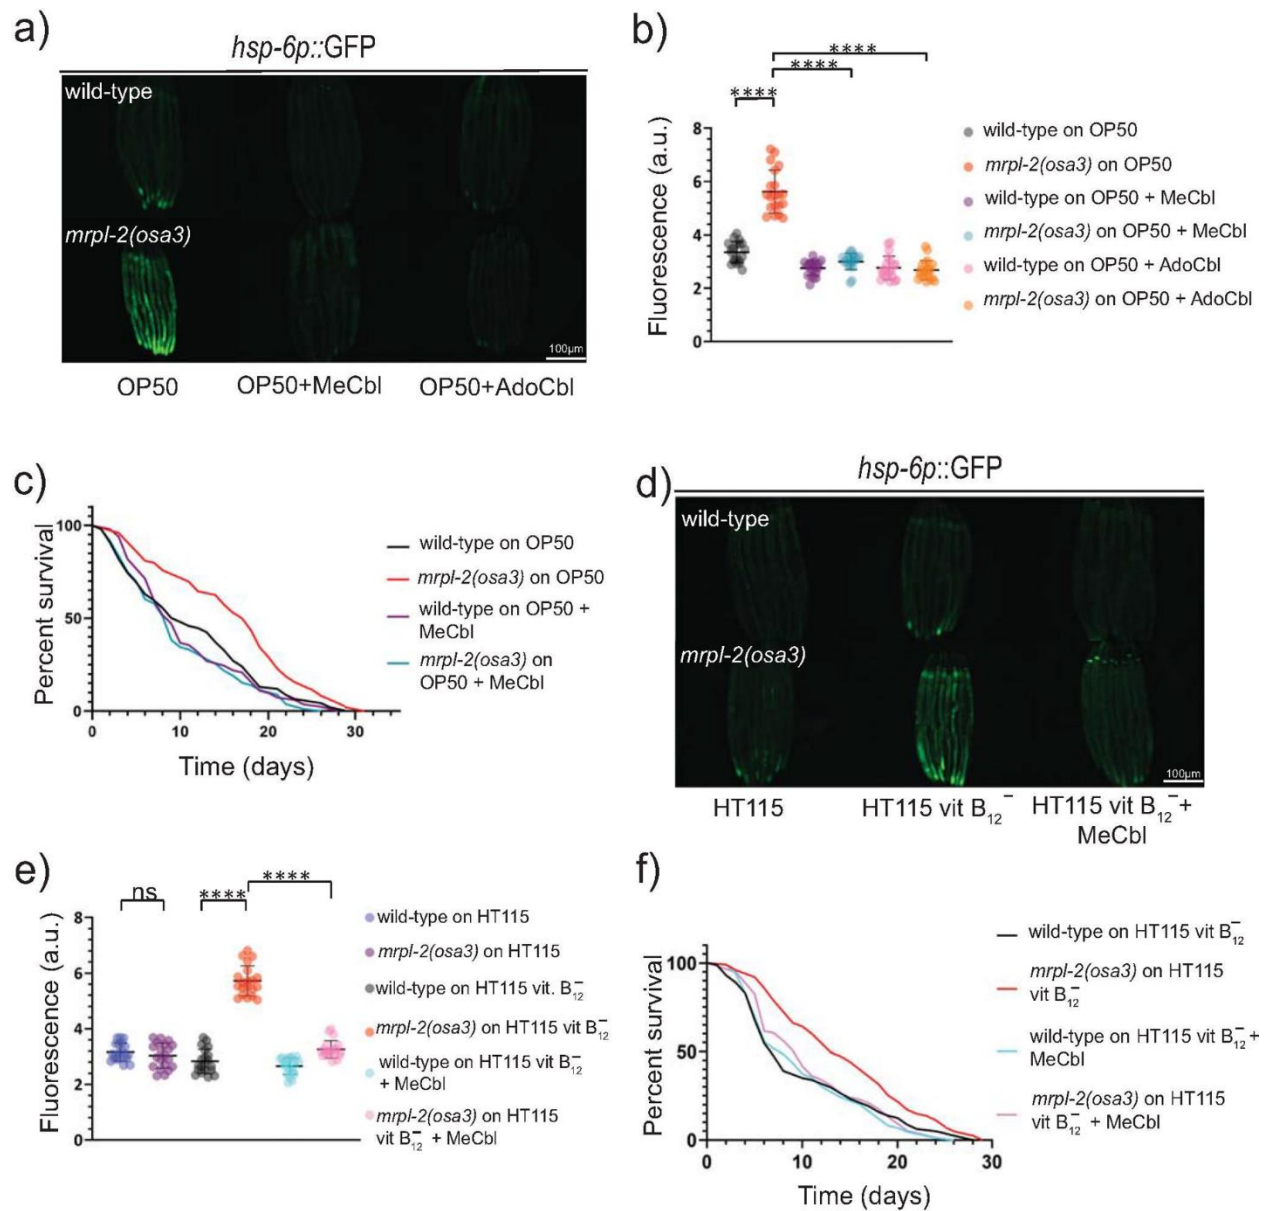 a)
hsp-6p::GFP
wild-type
mrpl-2(osa3)
100µm
OP50
OP50+MeCbl
OP50+AdoCbl
b)
****
****
****
Fluorescence (a.u.)
8
6
4
2
0
wild-type on OP50
mrpl-2(osa3) on OP50
wild-type on OP50 + MeCbl
mrpl-2(osa3) on OP50 + MeCbl
wild-type on OP50 + AdoCbl
mrpl-2(osa3) on OP50 + AdoCbl
c)
Percent survival
100
50
0
0 10 20 30
Time (days)
wild-type on OP50
mrpl-2(osa3) on OP50
wild-type on OP50 +
MeCbl
mrpl-2(osa3) on
OP50 + MeCbl
d)
hsp-6p::GFP
wild-type
mrpl-2(osa3)
100µm
HT115
HT115 vit B₁₂⁻
HT115 vit B₁₂⁻+
MeCbl
e)
ns
****
****
Fluorescence (a.u.)
8
6
4
2
0
wild-type on HT115
mrpl-2(osa3) on HT115
wild-type on HT115 vit. B₁₂⁻
mrpl-2(osa3) on HT115 vit B₁₂⁻
wild-type on HT115 vit B₁₂⁻
+ MeCbl
mrpl-2(osa3) on HT115
vit B₁₂⁻ + MeCbl
f)
Percent survival
100
50
0
0 10 20 30
Time (days)
wild-type on HT115 vit B₁₂⁻
mrpl-2(osa3) on HT115
vit B₁₂⁻
wild-type on HT115 vit B₁₂⁻+
MeCbl
mrpl-2(osa3) on HT115
vit B₁₂⁻ + MeCbl